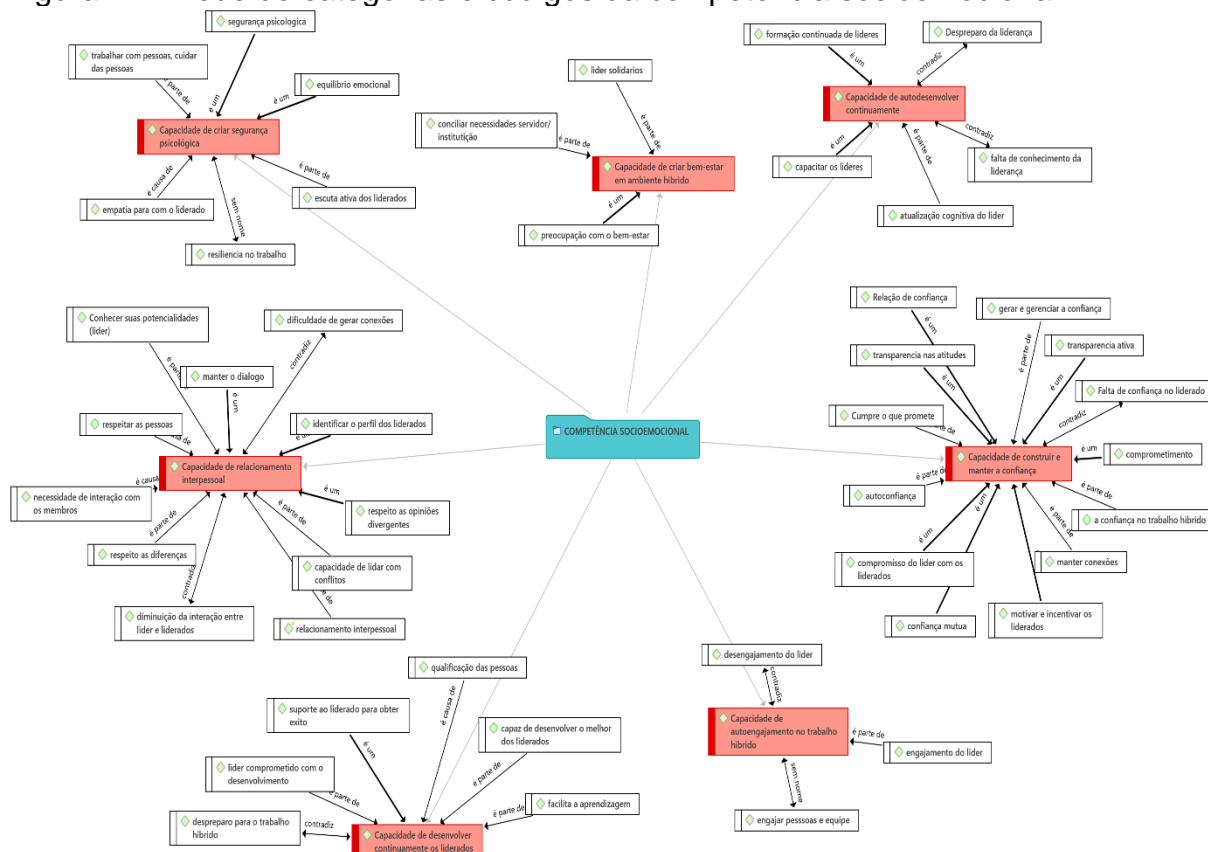 segurança psicologica
trabalhar com pessoas, cuidar
das pessoas
equilibrio emocional
é parte de
é um
é um
Capacidade de criar segurança
psicológica
é causa de
é parte de
empatia para com o liderado
escuta ativa dos liderados
sem nome
resiliencia no trabalho
lider solidarios
conciliar necessidades servidor/
institutição
é parte de
é parte de
Capacidade de criar bem-estar
em ambiente hibrido
é um
preocupação com o bem-estar
formação continuada de lideres
Despreparo da liderança
é um
contradiz
Capacidade de autodesenvolver
continuamente
é um
contradiz
é parte de
capacitar os lideres
falta de conhecimento da
liderança
atualização cognitiva do lider
Conhecer suas potencialidades
(lider)
dificuldade de gerar conexões
contradiz
manter o dialogo
é um
respeitar as pessoas
identificar o perfil dos liderados
Capacidade de relacionamento
interpessoal
é causa
necessidade de interação com
os membros
é um
respeito as opiniões
divergentes
é parte de
é parte de
respeito as diferenças
capacidade de lidar com
conflitos
contradiz
diminuição da interação entre
lider e liderados
relacionamento interpessoal
COMPETÊNCIA SOCIOEMOCIONAL
Relação de confiança
gerar e gerenciar a confiança
é um
é parte de
transparencia nas atitudes
transparencia ativa
é um
é um
Falta de confiança no liderado
Cumpre o que promete
contradiz
Capacidade de construir e
manter a confiança
é um
comprometimento
é parte de
autoconfiança
é parte de
a confiança no trabalho hibrido
é um
é um
é parte de
compromisso do lider com os
liderados
manter conexões
confiança mutua
motivar e incentivar os
liderados
qualificação das pessoas
é causa de
suporte ao liderado para obter
exito
é um
capaz de desenvolver o melhor
dos liderados
é parte de
lider comprometido com o
desenvolvimento
é parte de
facilita a aprendizagem
é parte de
despreparo para o trabalho
hibrido
contradiz
Capacidade de desenvolver
continuamente os liderados
desengajamento do lider
contradiz
Capacidade de
autoengajamento no trabalho
hibrido
é parte de
engajamento do lider
sem nome
engajar pesssoas e equipe